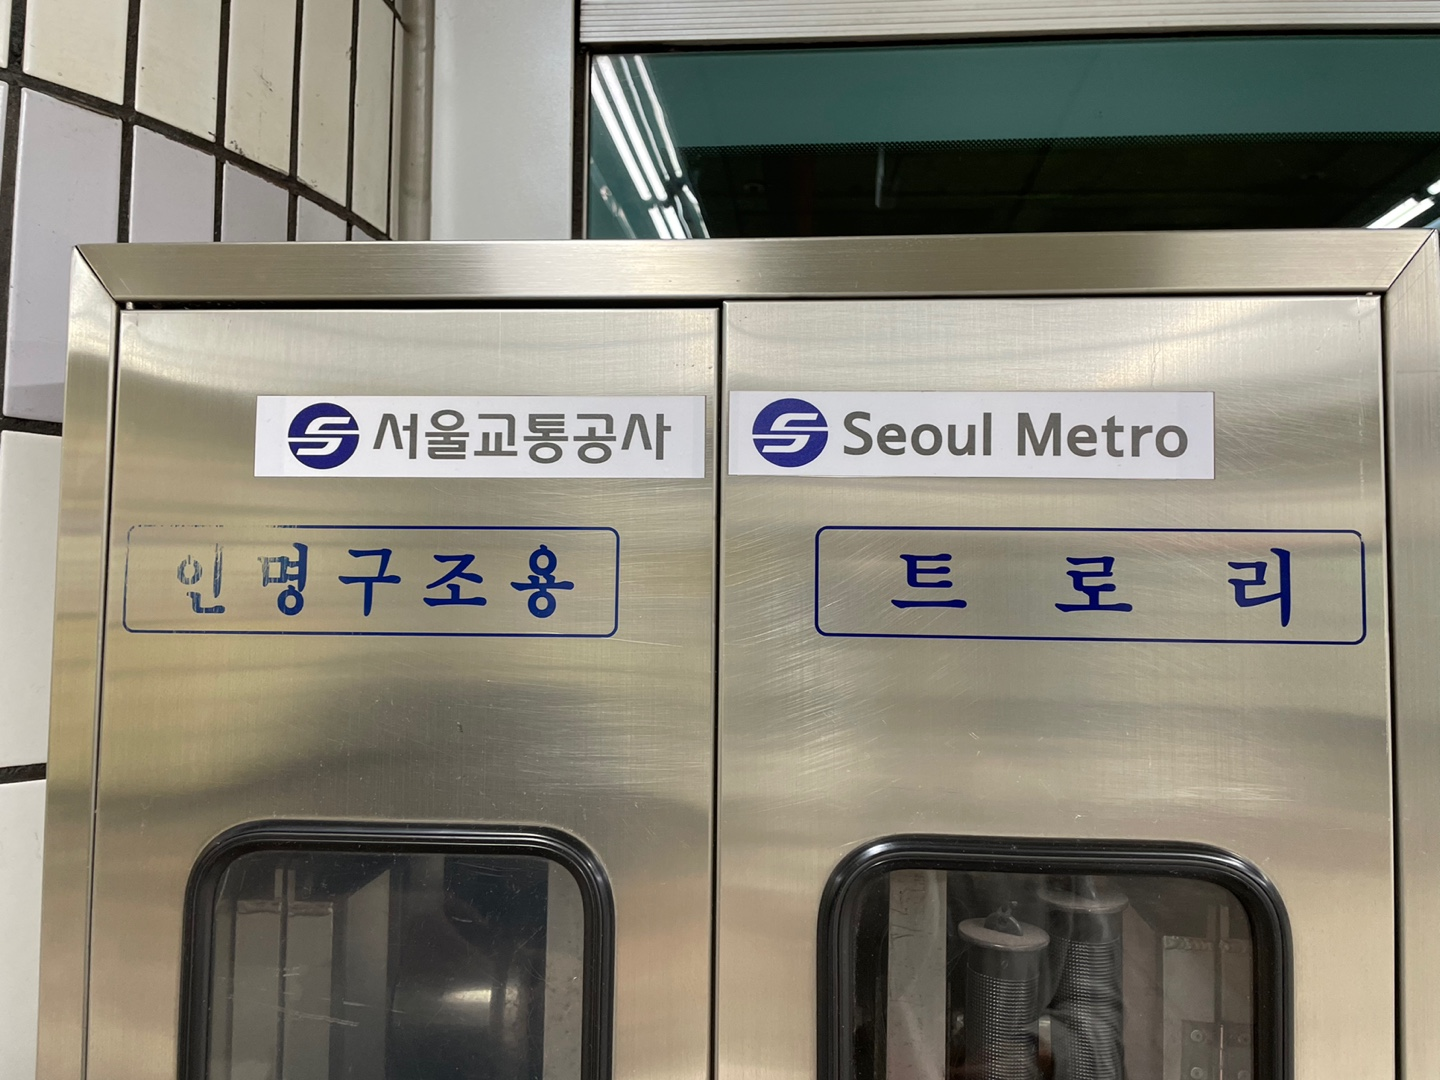 서울교통공사
Seoul Metro
인명구조용
트로리